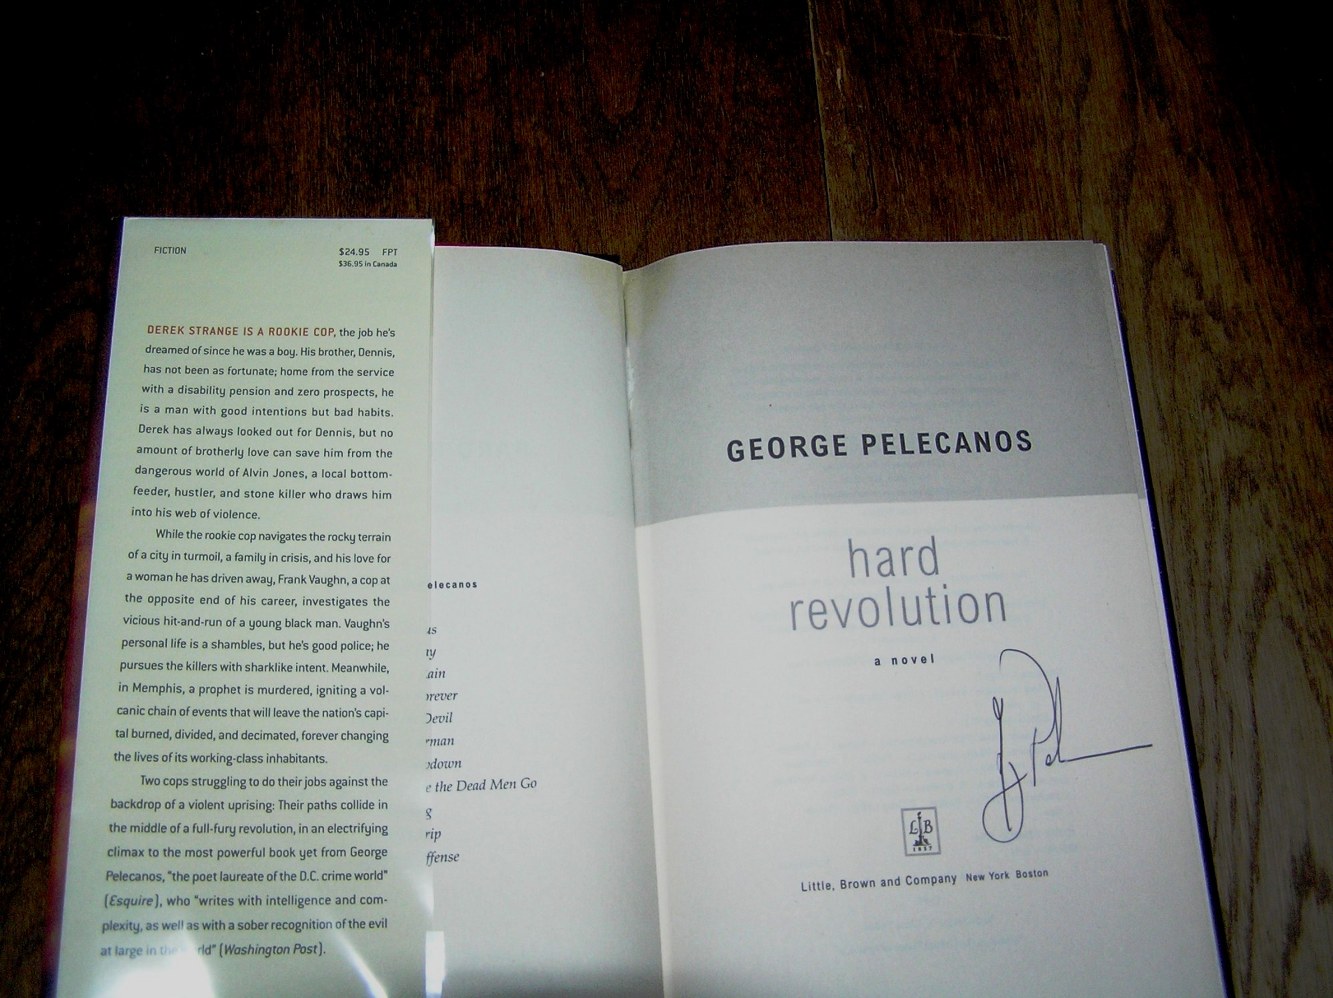 FICTION
$24.95 FPT
$36.95 in Canada
DEREK STRANGE IS A ROOKIE COP, the job he's
dreamed of since he was a boy. His brother, Dennis,
has not been as fortunate; home from the service
with a disability pension and zero prospects, he
is a man with good intentions but bad habits.
Derek has always looked out for Dennis, but no
amount of brotherly love can save him from the
dangerous world of Alvin Jones, a local bottom-
feeder, hustler, and stone killer who draws him
into his web of violence.
While the rookie cop navigates the rocky terrain
of a city in turmoil, a family in crisis, and his love for
a woman he has driven away, Frank Vaughn, a cop at
the opposite end of his career, investigates the
vicious hit-and-run of a young black man. Vaughn's
personal life is a shambles, but he's good police; he
pursues the killers with sharklike intent. Meanwhile,
in Memphis, a prophet is murdered, igniting a vol-
canic chain of events that will leave the nation's capi-
tal burned, divided, and decimated, forever changing
the lives of its working-class inhabitants.
Two cops struggling to do their jobs against the
backdrop of a violent uprising: Their paths collide in
the middle of a full-fury revolution, in an electrifying
climax to the most powerful book yet from George
Pelecanos, "the poet laureate of the D.C. crime world"
(Esquire), who "writes with intelligence and com-
plexity, as well as with a sober recognition of the evil
at large in the rld" (Washington Post).
elecanos
us
ny
ain
orever
Devil
man
down
e the Dead Men Go
g
rip
ffense
GEORGE PELECANOS
hard
revolution
a novel
L B
1837
Little, Brown and Company New York Boston